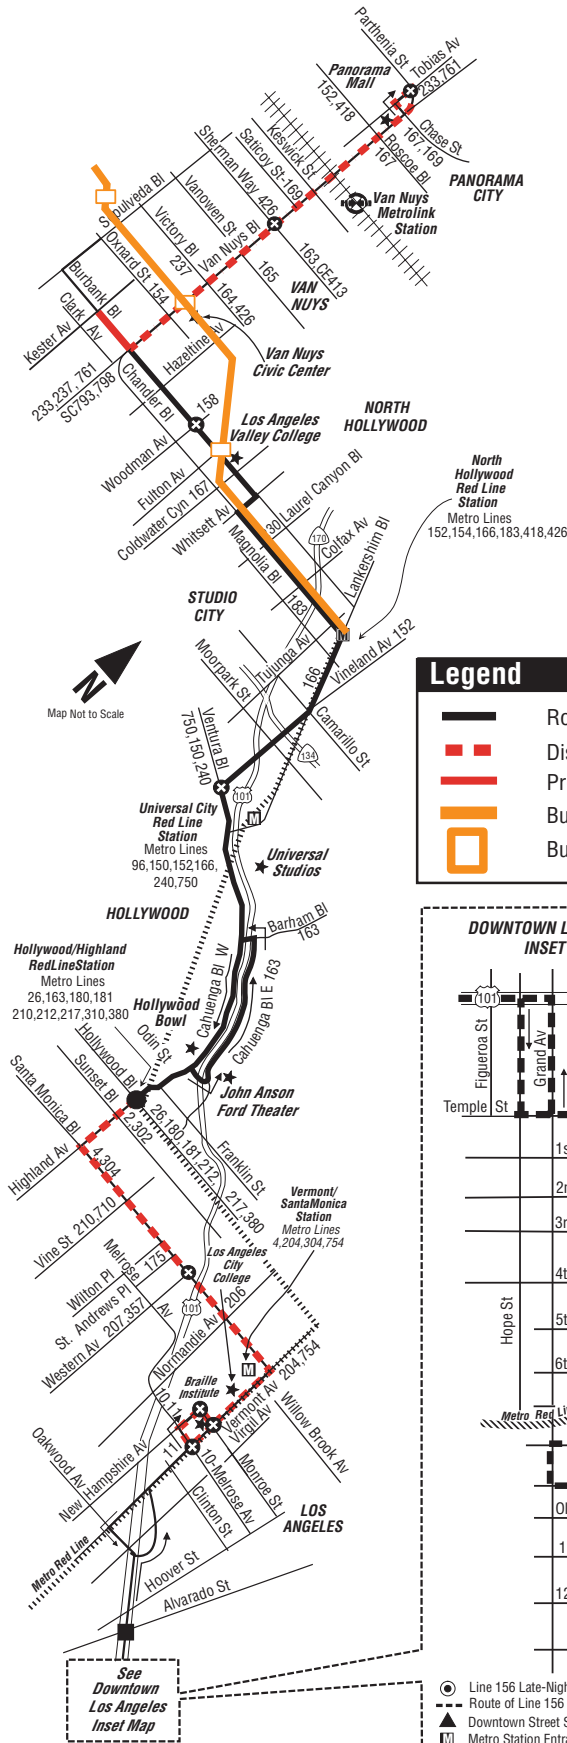 Parthenia St
Tobias Av
233,761
Panorama
Mall
152,418
Chase St
167,169
Roscoe Bl
167
PANORAMA
CITY
Keswick St
Saticoy St-169
Sherman Way 426
Van Nuys
Metrolink
Station
Vanowen St
Van Nuys Bl
Victory Bl
237
Oxnard St 154
163,CE413
165
VAN
NUYS
164,426
Burbank Bl
Clark Av
Kester Av
Hazeltine Av
Van Nuys
Civic Center
233,237,761
SC793,798
Chandler Bl
158
Los Angeles
Valley College
NORTH
HOLLYWOOD
Woodman Av
Fulton Av
Coldwater Cyn 167
Whitsett Av
230 Laurel Canyon Bl
170
Colfax Av
Lankershim Bl
North
Hollywood
Red Line
Station
Metro Lines
152,154,166,183,418,426
Magnolia Bl
183
STUDIO
CITY
M
Tujunga Av
Vineland Av 152
Moorpark St
166
N
Map Not to Scale
Ventura Bl
750,150,240
134
Camarillo St
101
Legend
Universal City
Red Line
Station
Metro Lines
96,150,152,166,
240,750
M
Universal
Studios
HOLLYWOOD
Barham Bl
163
Hollywood/Highland
RedLineStation
Metro Lines
26,163,180,181
210,212,217,310,380
Hollywood
Bowl
Cahuenga Bl W
Cahuenga Bl E 163
Odin St
Hollywood Bl
Sunset Bl
2,302
Santa Monica Bl
4,304
Highland Av
John Anson
Ford Theater
26,180,181,212,
217,380
Franklin St
Vermont/
SantaMonica
Station
Metro Lines
4,204,304,754
Vine St 210,710
Los Angeles
City
College
Wilton Pl
Melrose Av
175
St. Andrews Pl
Western Av 207,357
101
206
Normandie Av
M
Braille
Institute
204,754
Vermont Av
Virgil Av
Willow Brook Av
10,11
11
Oakwood Av
New Hampshire Av
10-Melrose Av
Monroe St
Clinton St
LOS
ANGELES
Metro Red Line
Hoover St
Alvarado St
See
Downtown
Los Angeles
Inset Map
DOWNTOWN L
INSET
101
Figueroa St
Grand Av
Temple St
Hope St
Line 156 Late-Nigh
Route of Line 156
Downtown Street S
M Metro Station Entra